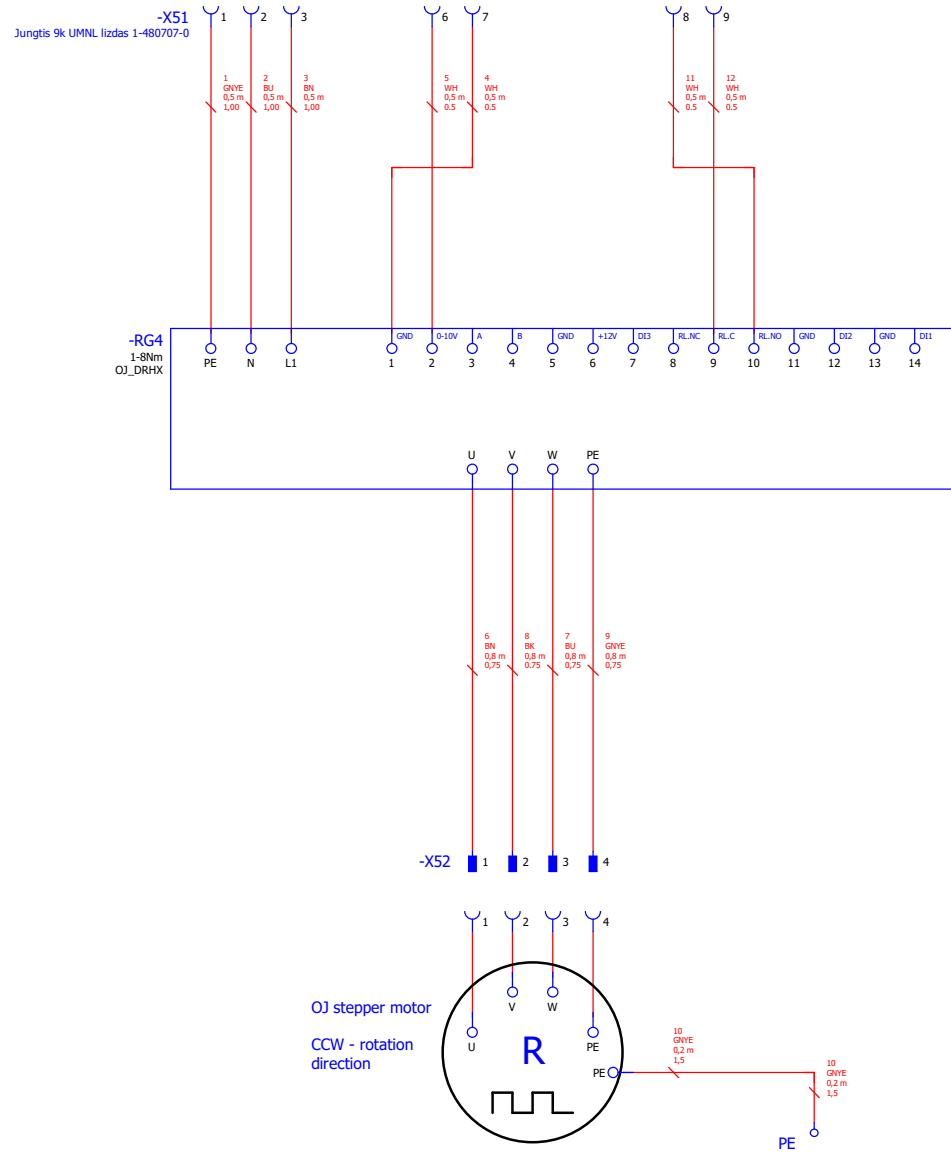 -X51
Jungtis 9k UMNL lizdas 1-480707-0
1 2 3 6 7 8 9
1 2 3 5 4 11 12
GNYE BU BN WH WH WH WH
0,5 m 0,5 m 0,5 m 0,5 m 0,5 m 0,5 m 0,5 m
1,00 1,00 1,00 0.5 0.5 0.5 0.5
-RG4
1-8Nm
OJ_DRHX
GND 0-10V A B GND +12V DI3 RL.NC RL.C RL.NO GND DI2 GND DI1
PE N L1 1 2 3 4 5 6 7 8 9 10 11 12 13 14
U V W PE
6 8 7 9
BN BK BU GNYE
0,8 m 0,8 m 0,8 m 0,8 m
0,75 0.75 0,75 0,75
-X52 1 2 3 4
1 2 3 4
OJ stepper motor
CCW - rotation
direction
V W
U R PE
PE
10
GNYE
0,2 m
1,5
10
GNYE
0,2 m
1,5
PE